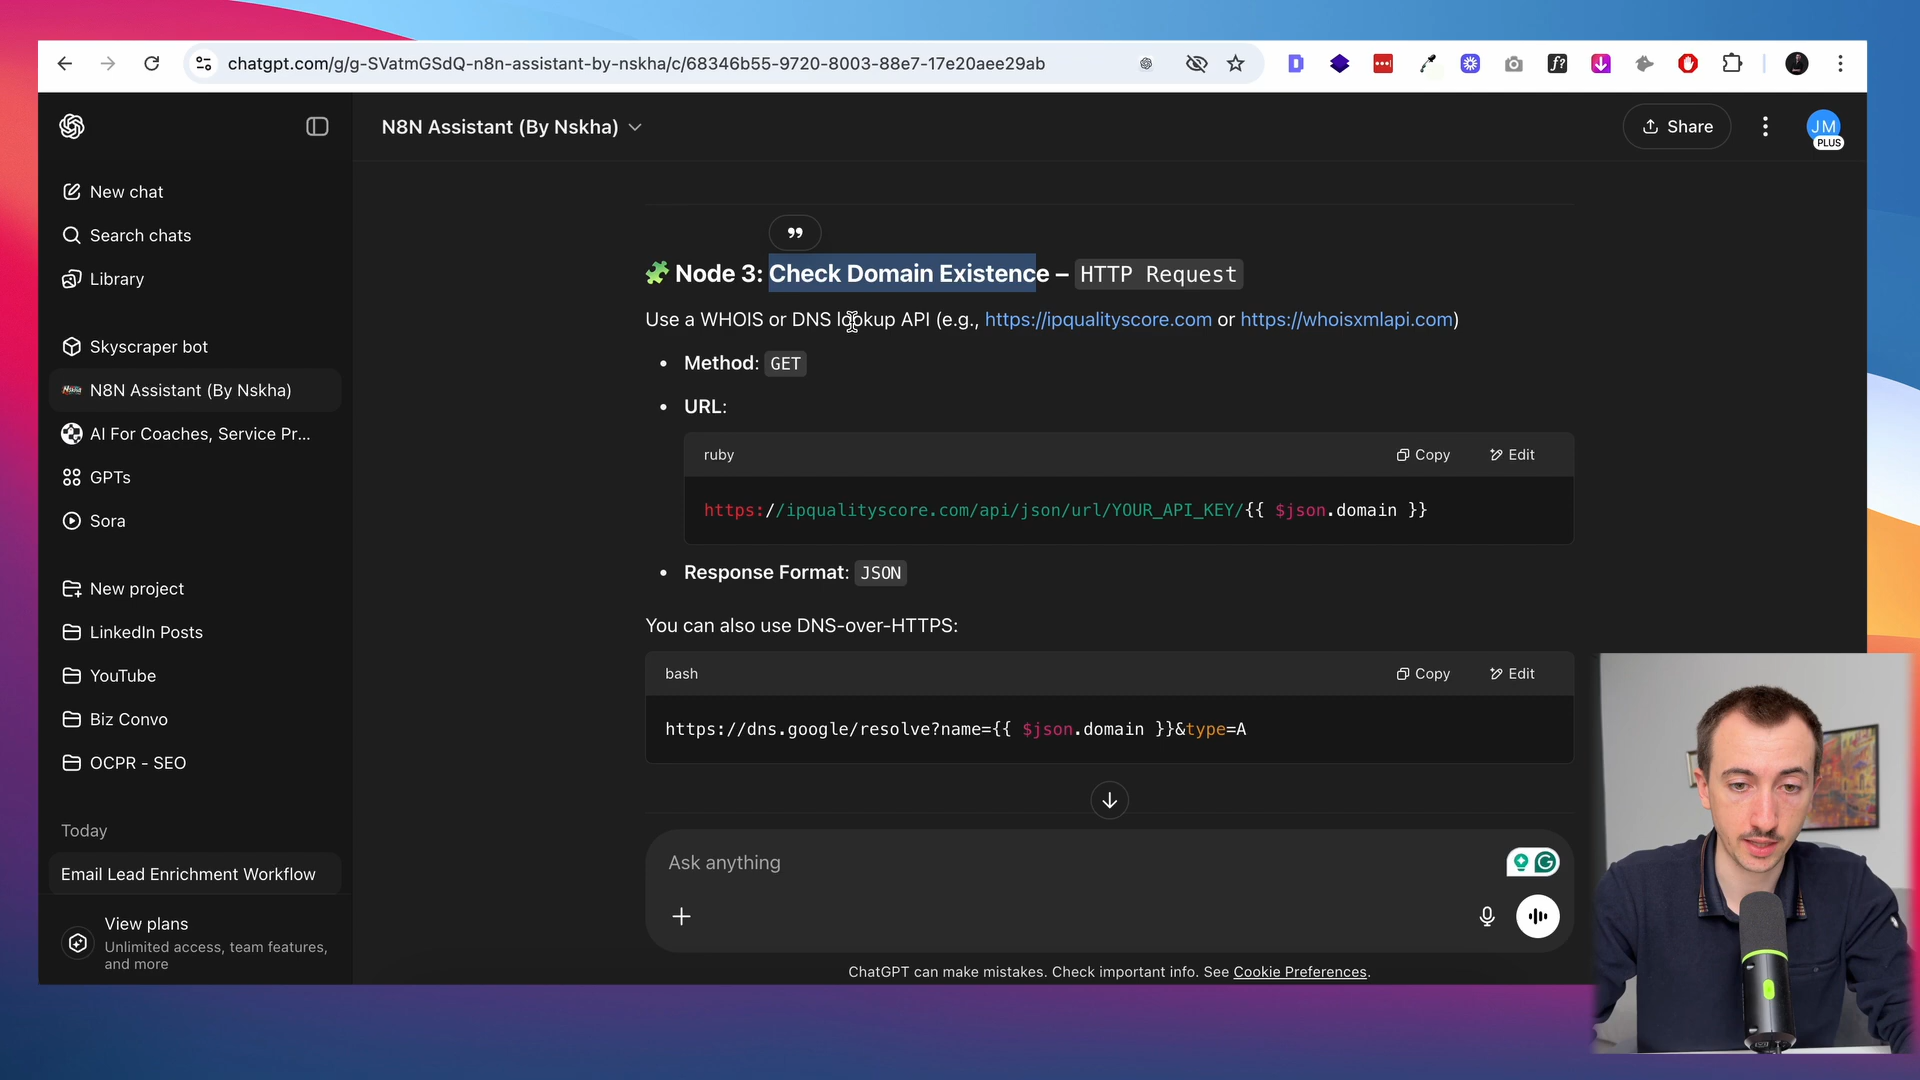 chatgpt.com/g/g-SVatmGSdQ-n8n-assistant-by-nskha/c/68346b55-9720-8003-88e7-17e20aee29ab
N8N Assistant (By Nskha)
Share
JM
PLUS
New chat
Search chats
Library
Skyscraper bot
N8N Assistant (By Nskha)
AI For Coaches, Service Pr...
GPTs
Sora
New project
LinkedIn Posts
YouTube
Biz Convo
OCPR - SEO
Today
Email Lead Enrichment Workflow
View plans
Unlimited access, team features,
and more
Node 3: Check Domain Existence – HTTP Request
Use a WHOIS or DNS lookup API (e.g., https://ipqualityscore.com or https://whoisxmlapi.com)
• Method: GET
• URL:
ruby
Copy
Edit
https://ipqualityscore.com/api/json/url/YOUR_API_KEY/{{ $json.domain }}
• Response Format: JSON
You can also use DNS-over-HTTPS:
bash
Copy
Edit
https://dns.google/resolve?name={{ $json.domain }}&type=A
Ask anything
ChatGPT can make mistakes. Check important info. See Cookie Preferences.